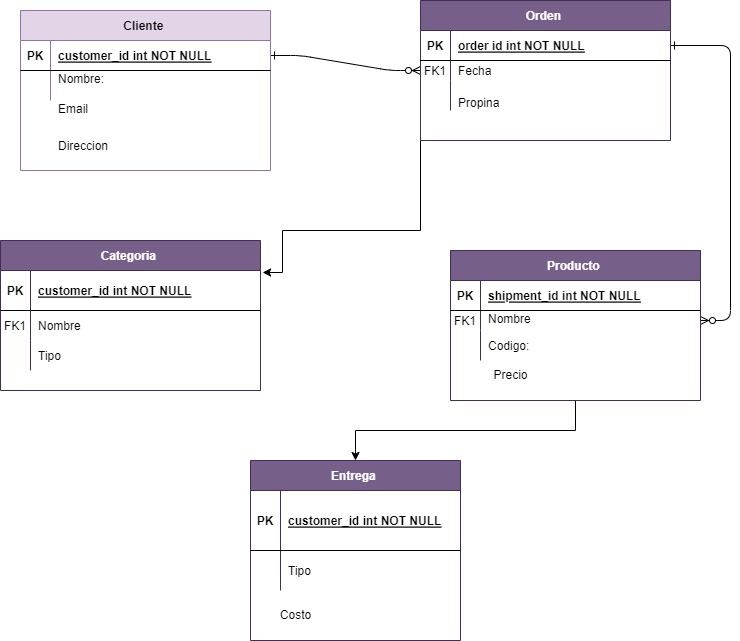 Cliente
PK customer_id int NOT NULL
Nombre:
Email
Direccion
Orden
PK order id int NOT NULL
FK1 Fecha
Propina
Categoria
PK customer_id int NOT NULL
FK1 Nombre
Tipo
Producto
PK shipment_id int NOT NULL
FK1 Nombre
Codigo:
Precio
Entrega
PK customer_id int NOT NULL
Tipo
Costo